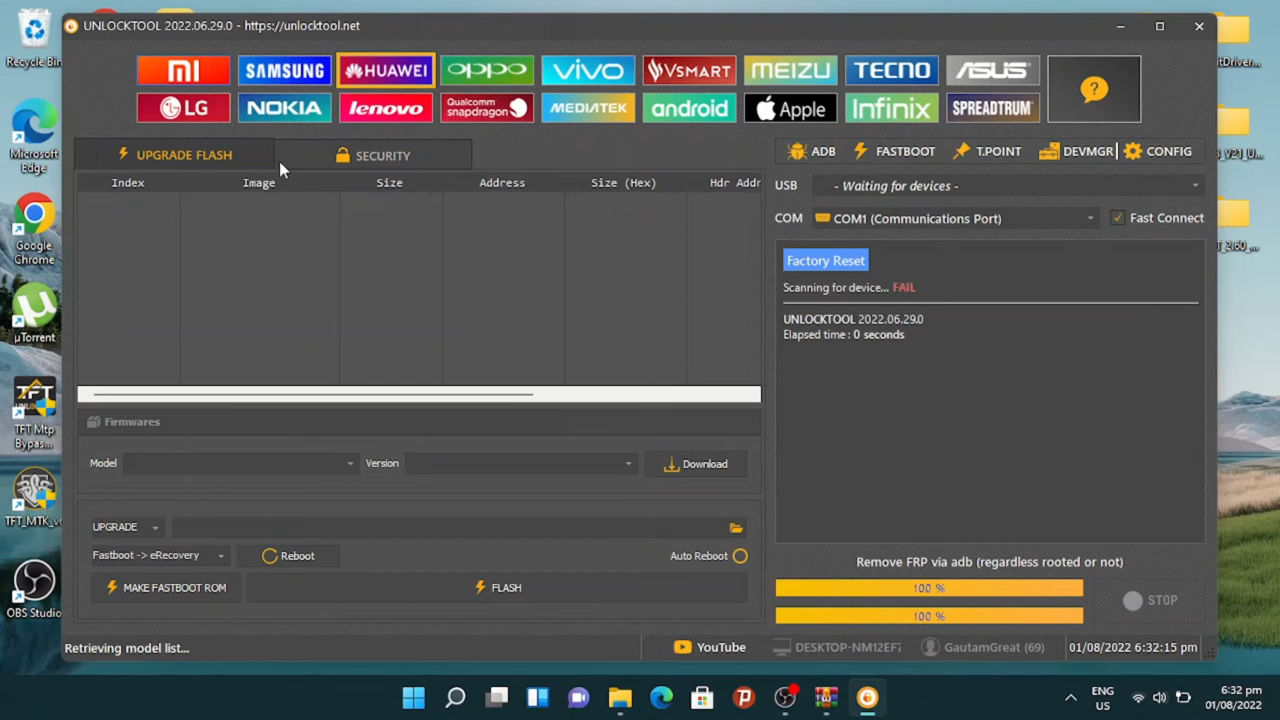 UNLOCKTOOL 2022.06.29.0 - https://unlocktool.net
MI SAMSUNG HUAWEI oppo vivo VSMART MEIZU TECNO ASUS
LG NOKIA lenovo Qualcomm snapdragon MEDIATEK android Apple Infinix SPREADTRUM ?
UPGRADE FLASH SECURITY
ADB FASTBOOT T.POINT DEVMGR CONFIG
Index Image Size Address Size (Hex) Hdr Addr
USB - Waiting for devices -
COM COM1 (Communications Port) Fast Connect
Factory Reset
Scanning for device... FAIL
UNLOCKTOOL 2022.06.29.0
Elapsed time : 0 seconds
Firmwares
Model Version Download
UPGRADE
Fastboot -> eRecovery Reboot Auto Reboot
MAKE FASTBOOT ROM FLASH
Remove FRP via adb (regardless rooted or not)
100 %
100 %
STOP
Retrieving model list... YouTube DESKTOP-NM12EF7 GautamGreat (69) 01/08/2022 6:32:15 pm
Recycle Bin
Microsoft
Edge
Google
Chrome
µTorrent
TFT Mtp
Bypas...
TFT_MTK_v
OBS Studio
itDriver...
_V21_U...
T_2|60_...
ENG
US
6:32 pm
01/08/2022